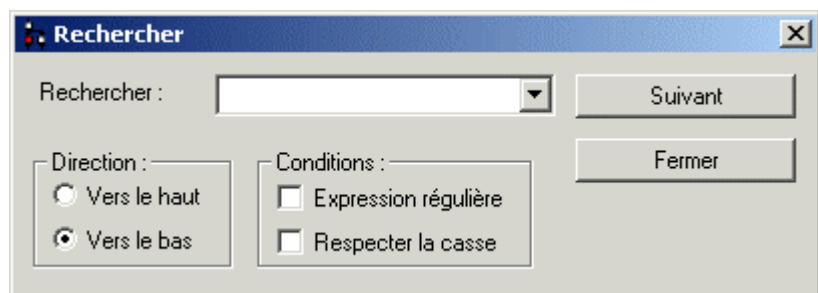 Rechercher
Rechercher :
Suivant
Direction :
Conditions :
Fermer
Vers le haut
Expression régulière
Vers le bas
Respecter la casse